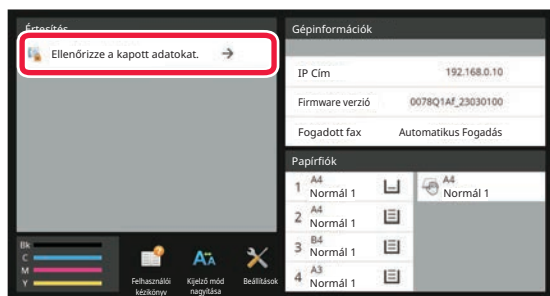 Értesítés
Ellenőrizze a kapott adatokat.
Bk
C
M
Y
Felhasználói
kézikönyv
Kijelző mód
nagyítása
Beállítások
Gépinformációk
IP Cím 192.168.0.10
Firmware verzió 0078Q1Af_23030100
Fogadott fax Automatikus Fogadás
Papírfiók
1 A4
Normál 1
2 A4
Normál 1
3 B4
Normál 1
4 A3
Normál 1
A4
Normál 1